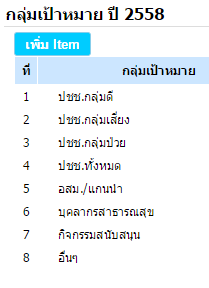 กลุ่มเป้าหมาย ปี 2558
เพิ่ม Item
ที่ กลุ่มเป้าหมาย
1 ปชช.กลุ่มดี
2 ปชช.กลุ่มเสี่ยง
3 ปชช.กลุ่มป่วย
4 ปชช.ทั้งหมด
5 อสม./แกนนำ
6 บุคลากรสาธารณสุข
7 กิจกรรมสนับสนุน
8 อื่นๆ